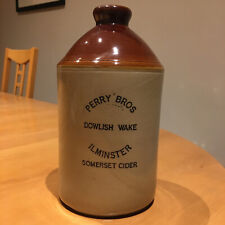 PERRY BROS
DOWLISH WAKE
ILMINSTER
SOMERSET CIDER